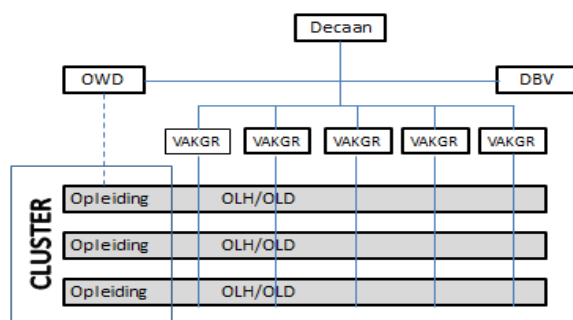 Decaan
OWD
DBV
VAKGR VAKGR VAKGR VAKGR VAKGR
CLUSTER
Opleiding OLH/OLD
Opleiding OLH/OLD
Opleiding OLH/OLD